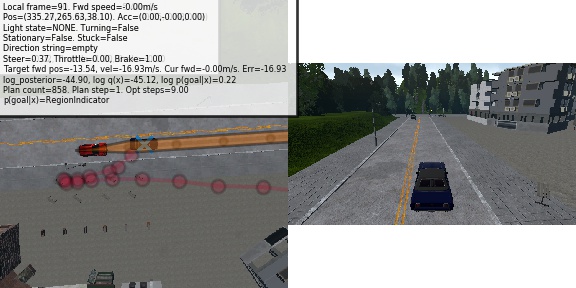 Local frame=91. Fwd speed=-0.00m/s
Pos=(335.27,265.63,38.10). Acc=(0.00,-0.00,0.00)
Light state=NONE. Turning=False
Stationary=False. Stuck=False
Direction string=empty
Steer=0.37, Throttle=0.00, Brake=1.00
Target fwd pos=-13.54, vel=-16.93m/s. Cur fwd=-0.00m/s. Err=-16.93
log_posterior=-44.90, log q(x)=-45.12, log p(goal|x)=0.22
Plan count=858. Plan step=1. Opt steps=9.00
p(goal|x)=RegionIndicator